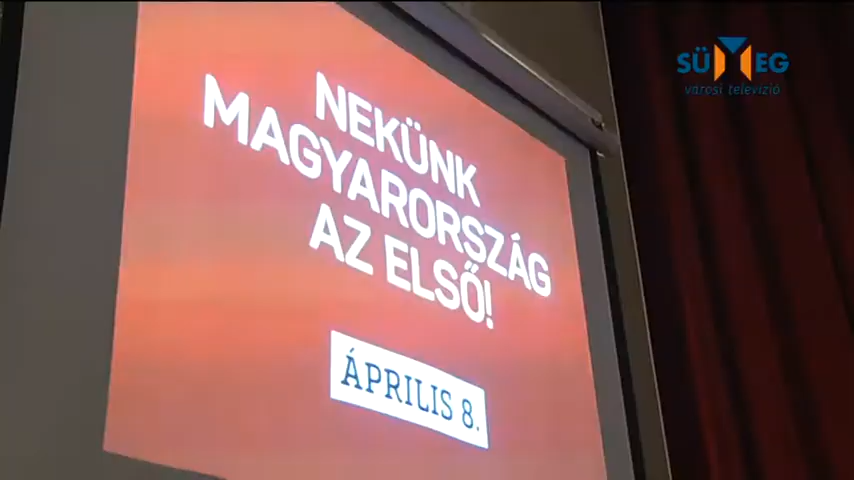 NEKÜNK
MAGYARORSZÁG
AZ ELSŐ!
ÁPRILIS 8.
SÜMEG
városi televízió